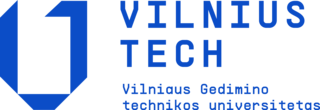 VILNIUS
TECH
Vilniaus Gedimino
technikos universitetas